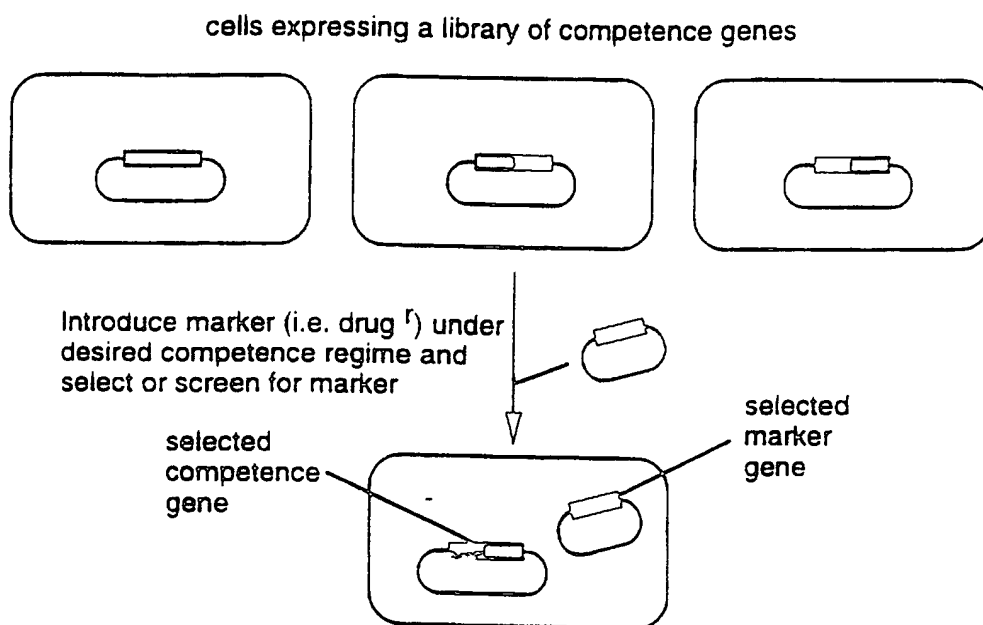 cells expressing a library of competence genes
Introduce marker (i.e. drug r) under
desired competence regime and
select or screen for marker
selected
competence
gene
selected
marker
gene